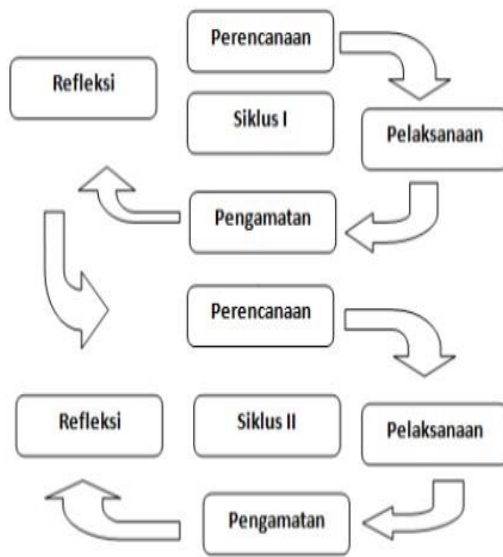 Perencanaan
Refleksi
Siklus I
Pelaksanaan
Pengamatan
Perencanaan
Refleksi
Siklus II
Pelaksanaan
Pengamatan